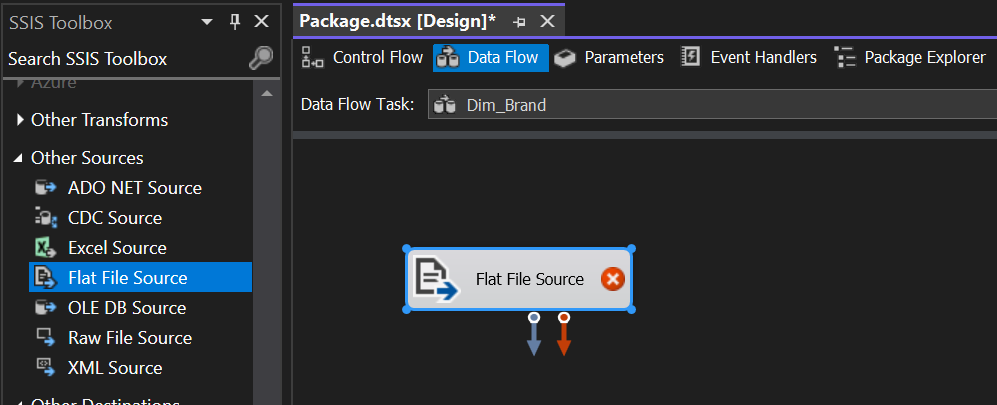 SSIS Toolbox
Search SSIS Toolbox
Azure
Other Transforms
Other Sources
ADO NET Source
CDC Source
Excel Source
Flat File Source
OLE DB Source
Raw File Source
XML Source
Other Destinations
Package.dtsx [Design]*
Control Flow Data Flow Parameters Event Handlers Package Explorer
Data Flow Task: Dim_Brand
Flat File Source